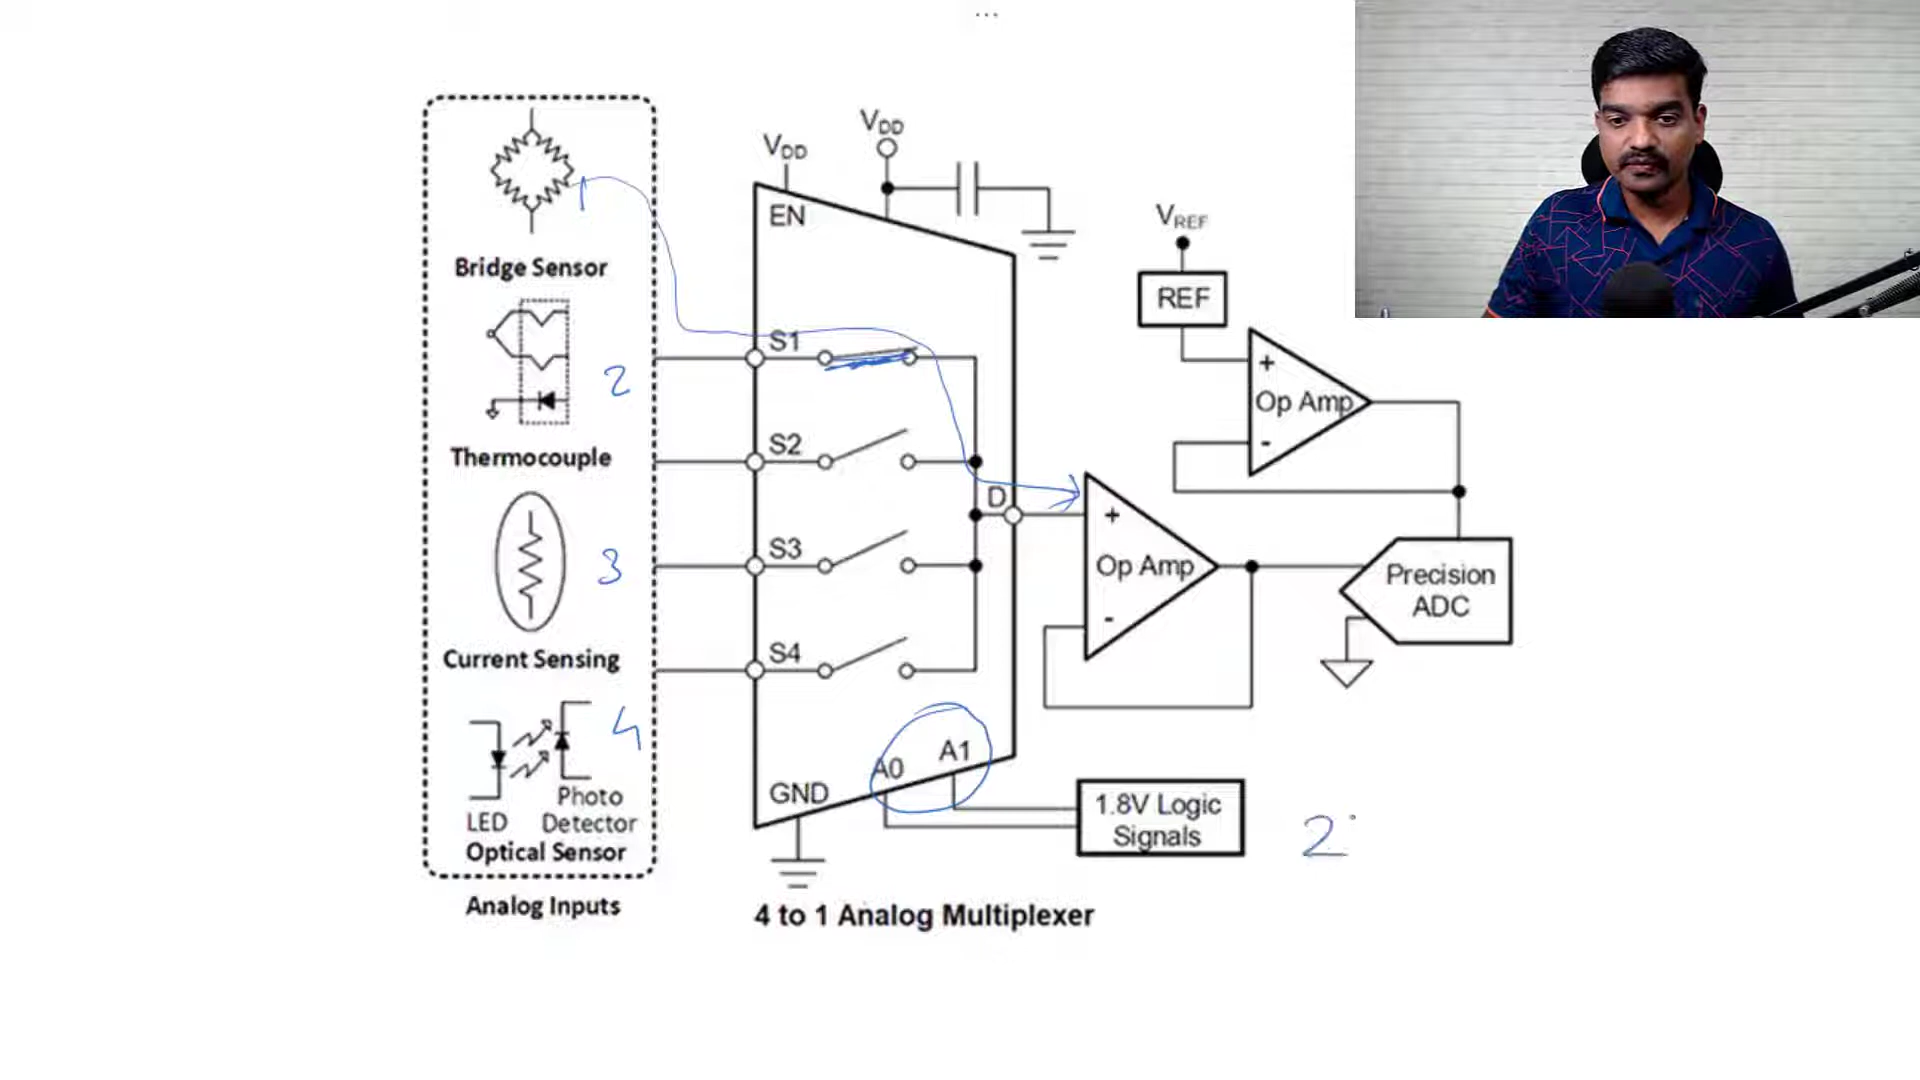 ...
Bridge Sensor
1
Thermocouple
2
Current Sensing
3
4
LED
Photo
Detector
Optical Sensor
Analog Inputs
VDD
VDD
EN
S1
S2
S3
S4
D
GND
A0
A1
4 to 1 Analog Multiplexer
VREF
REF
+
Op Amp
-
+
Op Amp
-
Precision
ADC
1.8V Logic
Signals
2